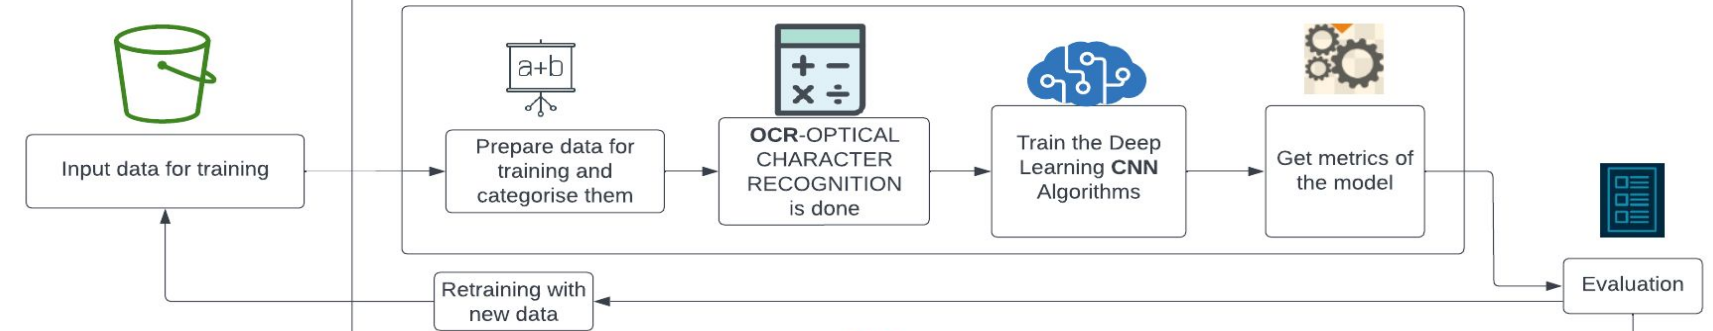 a+b
Input data for training
Prepare data for
training and
categorise them
OCR-OPTICAL
CHARACTER
RECOGNITION
is done
Train the Deep
Learning CNN
Algorithms
Get metrics of
the model
Evaluation
Retraining with
new data